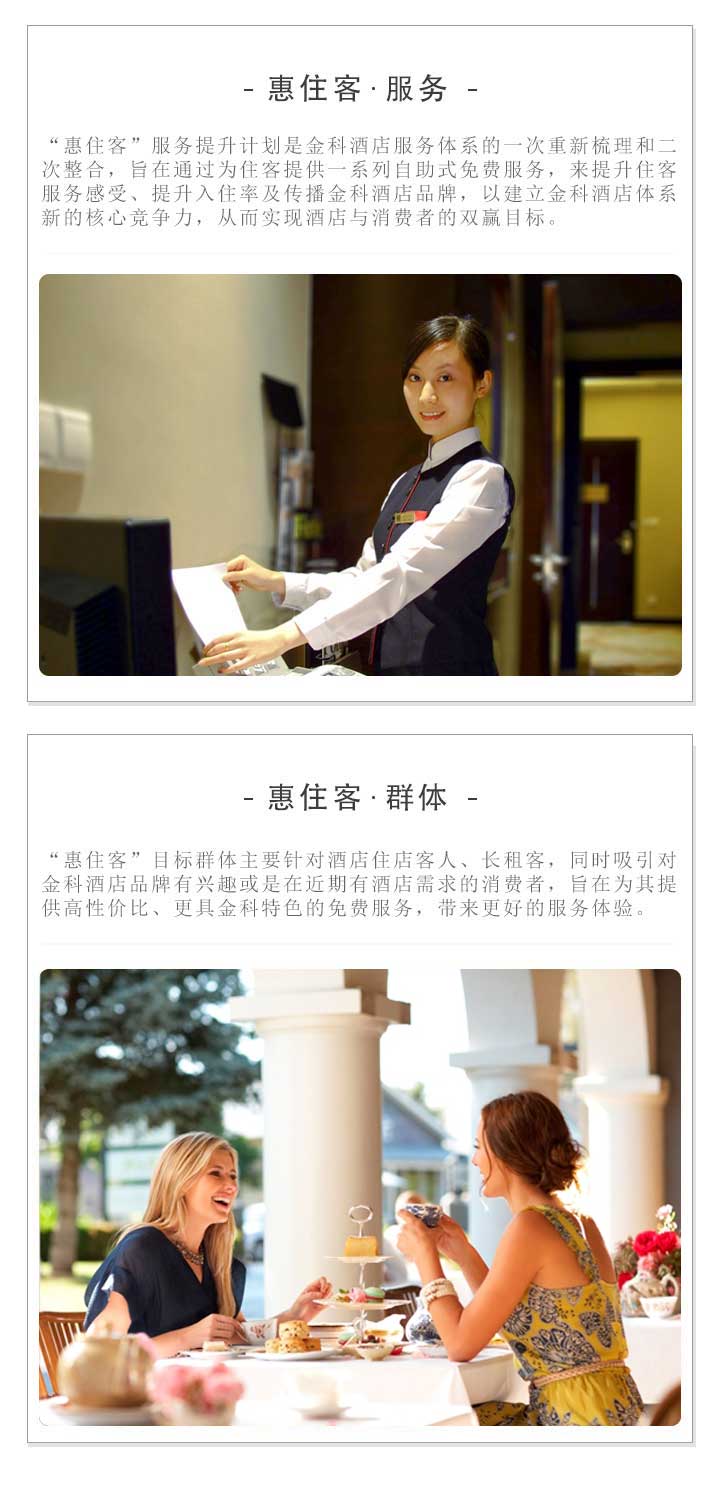 - 惠住客·服务 -
“惠住客”服务提升计划是金科酒店服务体系的一次重新梳理和二
次整合，旨在通过为住客提供一系列自助式免费服务，来提升住客
服务感受、提升入住率及传播金科酒店品牌，以建立金科酒店体系
新的核心竞争力，从而实现酒店与消费者的双赢目标。
- 惠住客·群体 -
“惠住客”目标群体主要针对酒店住店客人、长租客，同时吸引对
金科酒店品牌有兴趣或是在近期有酒店需求的消费者，旨在为其提
供高性价比、更具金科特色的免费服务，带来更好的服务体验。